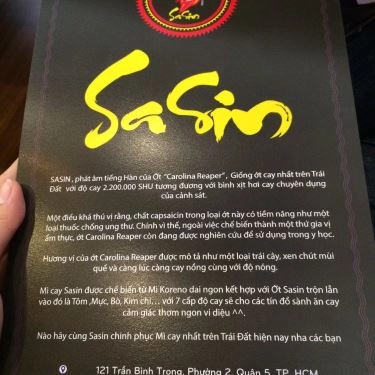 SaSin
SaSin
SASIN, phát âm tiếng Hàn của Ớt "Carolina Reaper", Giống ớt cay nhất trên Trái
Đất với độ cay 2.200.000 SHU tương đương với bình xịt hơi cay chuyên dụng
của cảnh sát.
Một điều khá thú vị rằng, chất capsaicin trong loại ớt này có tiềm năng như một
loại thuốc chống ung thư. Chính vì thế, ngoài việc chế biến thành một thứ gia vị
ẩm thực, ớt Carolina Reaper còn đang được nghiên cứu để sử dụng trong y học.
Hương vị của ớt Carolina Reaper được mô tả như một loại trái cây, xen chút mùi
quế và càng lúc càng cay nồng cùng với độ nóng.
Mì cay Sasin được chế biến từ Mì Koreno dai ngon kết hợp với Ớt Sasin trộn lẫn
vào đó là Tôm ,Mực, Bò, Kim chi... với 7 cấp độ cay sẽ cho các tín đồ sành ăn cay
cảm giác thơm ngon vi diệu ^^.
Nào hãy cùng Sasin chinh phục Mì cay nhất trên Trái Đất hiện nay nha các bạn
121 Trần Bình Trọng, Phường 2, Quận 5, TP. HCM